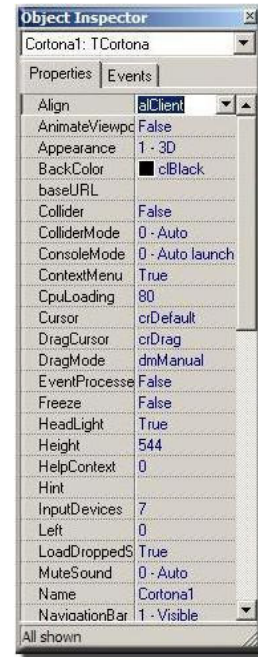 Object Inspector
Cortona1: TCortona
Properties Events
Align alClient
AnimateViewpo False
Appearance 1 - 3D
BackColor clBlack
baseURL
Collider False
ColliderMode 0 - Auto
ConsoleMode 0 - Auto launch
ContextMenu True
CpuLoading 80
Cursor crDefault
DragCursor crDrag
DragMode dmManual
EventProcesse False
Freeze False
HeadLight True
Height 544
HelpContext 0
Hint
InputDevices 7
Left 0
LoadDroppedS True
MuteSound 0 - Auto
Name Cortona1
NavigationBar 1 - Visible
All shown